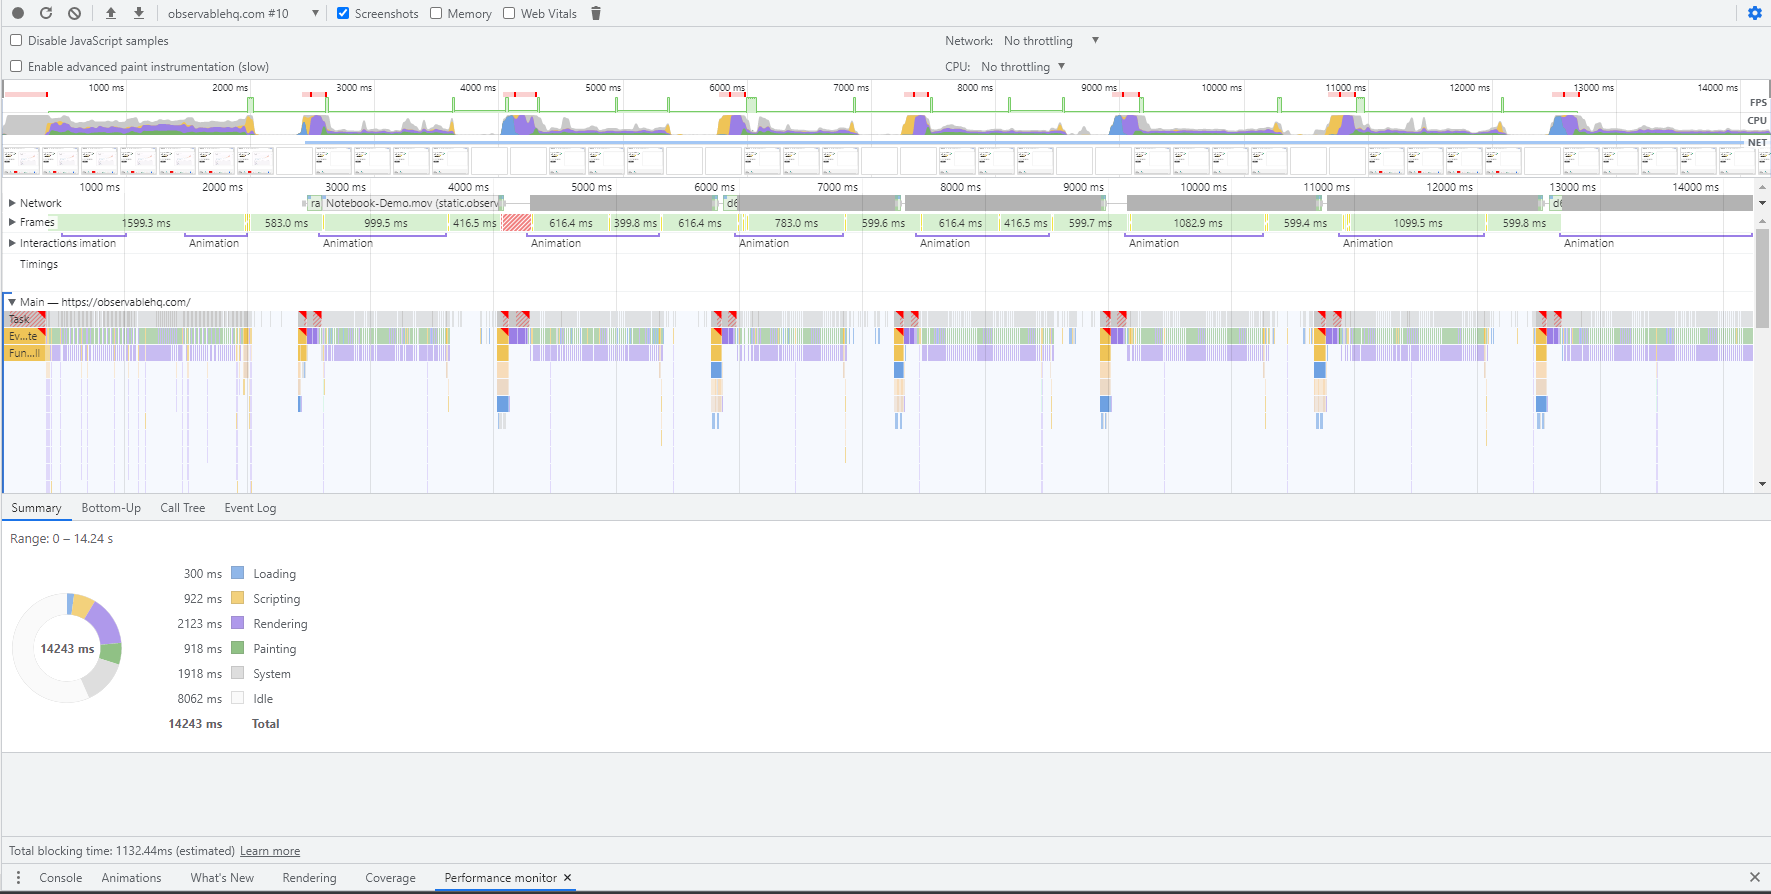 observablehq.com #10 Screenshots Memory Web Vitals
Disable JavaScript samples Network: No throttling
Enable advanced paint instrumentation (slow) CPU: No throttling
1000 ms 2000 ms 3000 ms 4000 ms 5000 ms 6000 ms 7000 ms 8000 ms 9000 ms 10000 ms 11000 ms 12000 ms 13000 ms 14000 ms
FPS
CPU
NET
1000 ms 2000 ms 3000 ms 4000 ms 5000 ms 6000 ms 7000 ms 8000 ms 9000 ms 10000 ms 11000 ms 12000 ms 13000 ms 14000 ms
Network ra Notebook-Demo.mov (static.observ d6 d6
Frames 1599.3 ms 583.0 ms 999.5 ms 416.5 ms 616.4 ms 399.8 ms 616.4 ms 783.0 ms 599.6 ms 616.4 ms 416.5 ms 599.7 ms 1082.9 ms 599.4 ms 1099.5 ms 599.8 ms
Interactions imation Animation Animation Animation Animation Animation Animation Animation Animation
Timings
Main — https://observablehq.com/
Task
Ev...te
Fun...ll
Summary Bottom-Up Call Tree Event Log
Range: 0 – 14.24 s
300 ms Loading
922 ms Scripting
2123 ms Rendering
918 ms Painting
1918 ms System
8062 ms Idle
14243 ms Total
14243 ms
Total blocking time: 1132.44ms (estimated) Learn more
Console Animations What's New Rendering Coverage Performance monitor